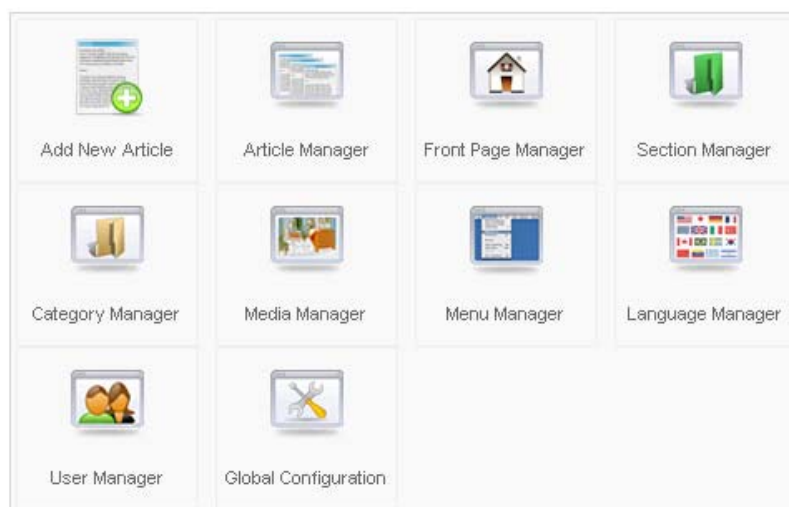 Add New Article
Article Manager
Front Page Manager
Section Manager
Category Manager
Media Manager
Menu Manager
Language Manager
User Manager
Global Configuration